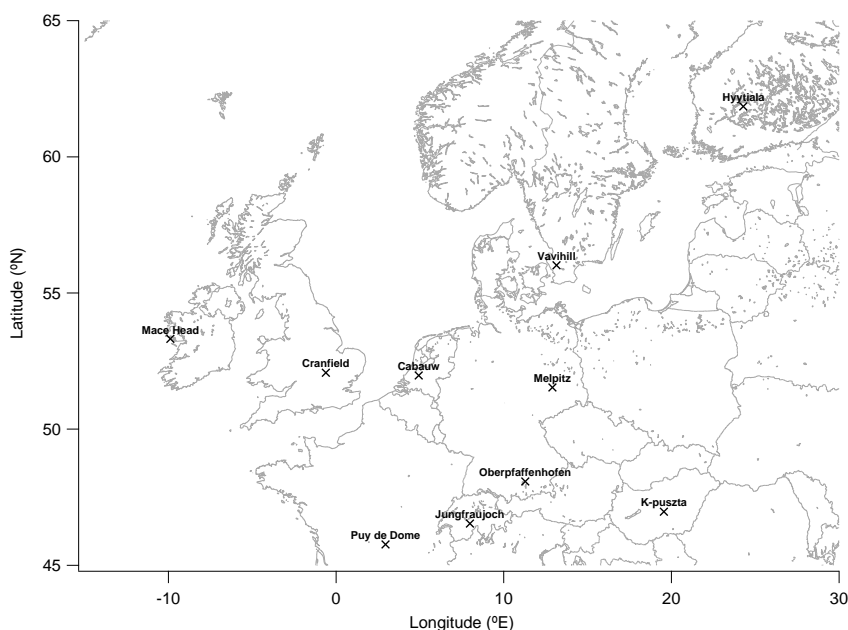 65
60
55
50
45
Latitude (ºN)
Hyytiala
Vavihill
Mace Head
Cranfield
Cabauw
Melpitz
Oberpfaffenhofen
K-puszta
Jungfraujoch
Puy de Dome
-10 0 10 20 30
Longitude (ºE)